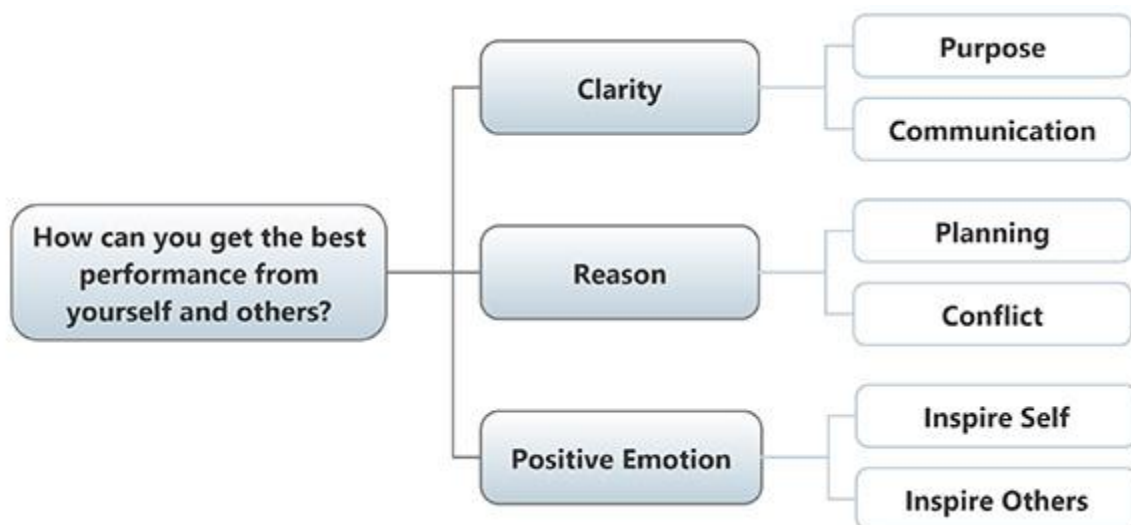 How can you get the best
performance from
yourself and others?
Clarity
Purpose
Communication
Reason
Planning
Conflict
Positive Emotion
Inspire Self
Inspire Others